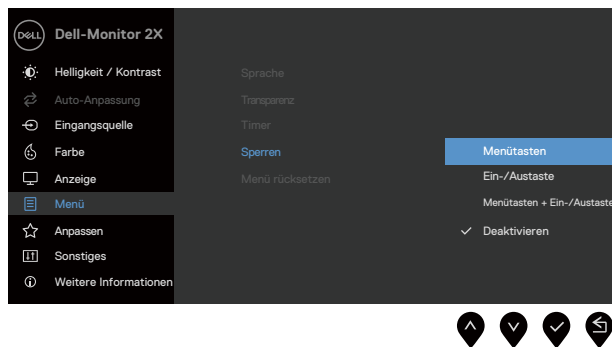 DELL
Dell-Monitor 2X
Helligkeit / Kontrast
Auto-Anpassung
Eingangsquelle
Farbe
Anzeige
Menü
Anpassen
Sonstiges
Weitere Informationen
Sprache
Transparenz
Timer
Sperren
Menü rücksetzen
Menütasten
Ein-/Austaste
Menütasten + Ein-/Austaste
Deaktivieren